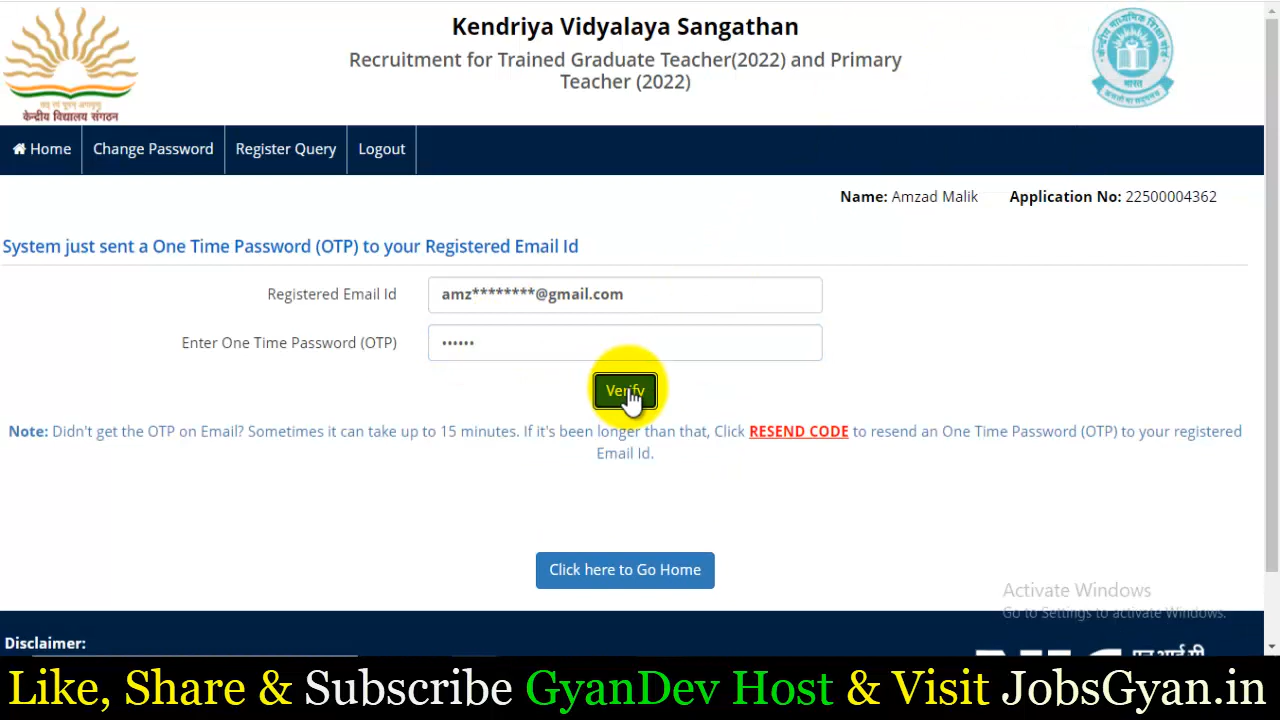 Kendriya Vidyalaya Sangathan
Recruitment for Trained Graduate Teacher(2022) and Primary
Teacher (2022)
केन्द्रीय विद्यालय संगठन
भारत
Home Change Password Register Query Logout
Name: Amzad Malik Application No: 22500004362
System just sent a One Time Password (OTP) to your Registered Email Id
Registered Email Id amz********@gmail.com
Enter One Time Password (OTP) ••••••
Verify
Note: Didn't get the OTP on Email? Sometimes it can take up to 15 minutes. If it's been longer than that, Click RESEND CODE to resend an One Time Password (OTP) to your registered
Email Id.
Click here to Go Home
Activate Windows
Go to Settings to activate Windows.
Disclaimer:
Like, Share & Subscribe GyanDev Host & Visit JobsGyan.in